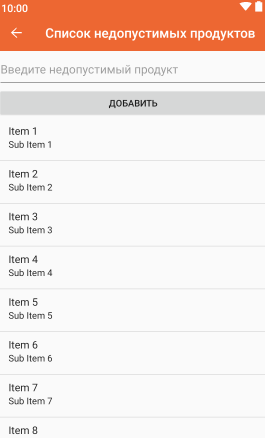 10:00
Список недопустимых продуктов
Введите недопустимый продукт
ДОБАВИТЬ
Item 1
Sub Item 1
Item 2
Sub Item 2
Item 3
Sub Item 3
Item 4
Sub Item 4
Item 5
Sub Item 5
Item 6
Sub Item 6
Item 7
Sub Item 7
Item 8